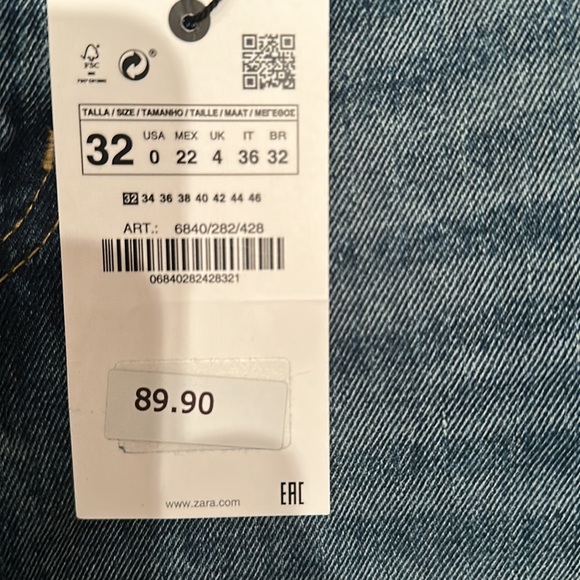 FSC
®
TALLA / SIZE / TAMANHO / TAILLE / MAAT / ΜΕΓΕΘΟΣ
32 USA MEX UK IT BR
0 22 4 36 32
32 34 36 38 40 42 44 46
ART.: 6840/282/428
06840282428321
89.90
www.zara.com
EAC